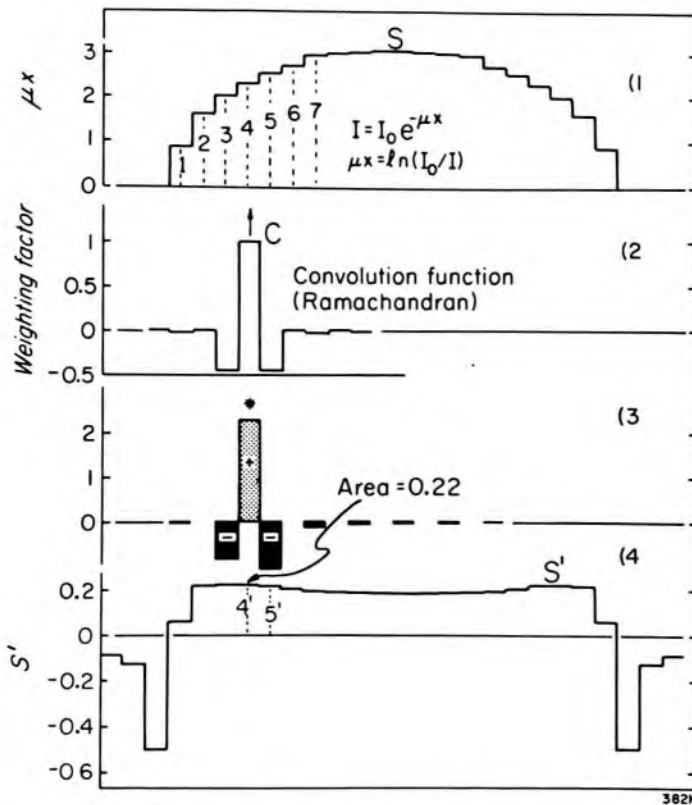 3
S
(1
μx
2
1
0
1 2 3 4 5 6 7
I = I₀ e^-μx
μx = ln(I₀/I)
Weighting factor
1
C
(2
0.5
Convolution function
(Ramachandran)
0
-0.5
*
(3
2
+
1
Area = 0.22
0
- -
(4
0.2
S'
4' 5'
0
S'
-0.2
-0.4
-0.6